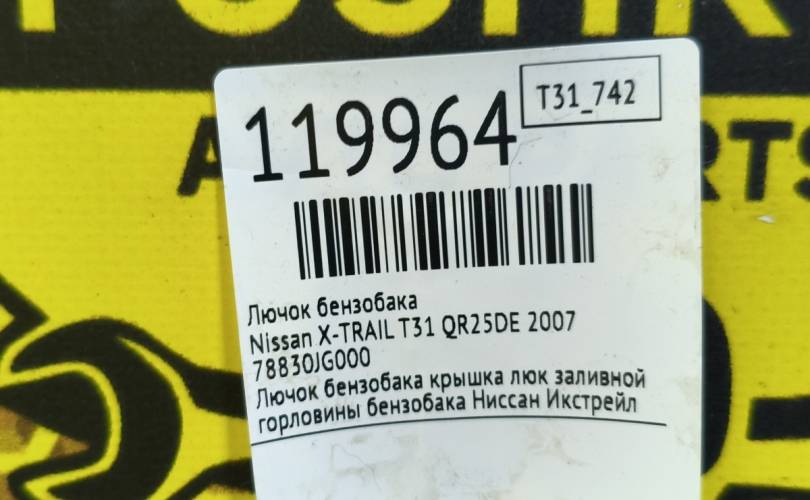 119964
T31_742
Лючок бензобака
Nissan X-TRAIL T31 QR25DE 2007
78830JG000
Лючок бензобака крышка люк заливной
горловины бензобака Ниссан Икстрейл